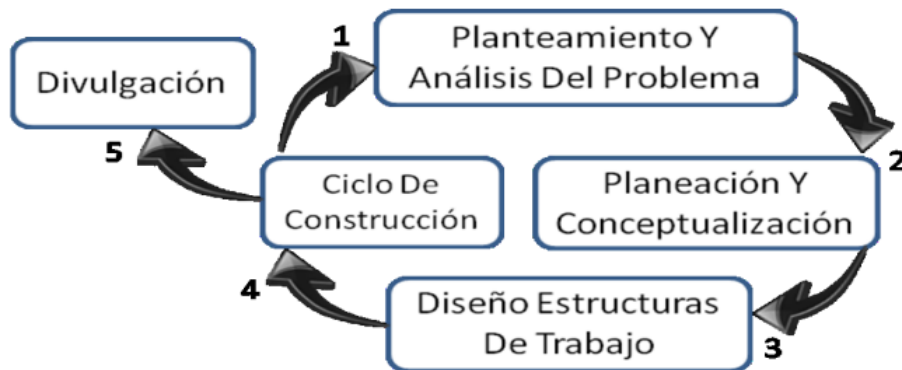 1
Planteamiento Y
Análisis Del Problema
Divulgación
5
2
Ciclo De
Construcción
Planeación Y
Conceptualización
4
Diseño Estructuras
De Trabajo
3